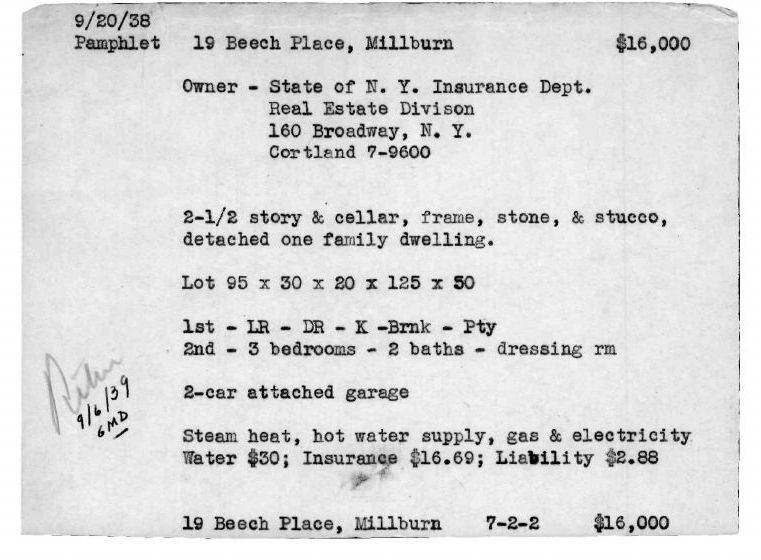 9/20/38
Pamphlet 19 Beech Place, Millburn $16,000
Owner - State of N. Y. Insurance Dept.
Real Estate Divison
160 Broadway, N. Y.
Cortland 7-9600
2-1/2 story & cellar, frame, stone, & stucco,
detached one family dwelling.
Lot 95 x 30 x 20 x 125 x 50
1st - LR - DR - K -Brnk - Pty
2nd - 3 bedrooms - 2 baths - dressing rm
2-car attached garage
9/6/39
GMD
Steam heat, hot water supply, gas & electricity
Water $30; Insurance $16.69; Liability $2.88
19 Beech Place, Millburn 7-2-2 $16,000